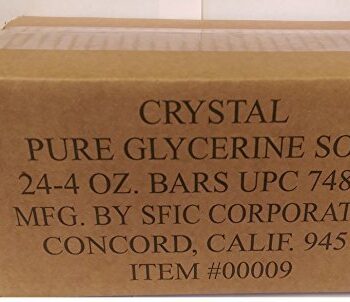 CRYSTAL
PURE GLYCERINE SO
24-4 OZ. BARS UPC 748
MFG. BY SFIC CORPORAT
CONCORD, CALIF. 945
ITEM #00009